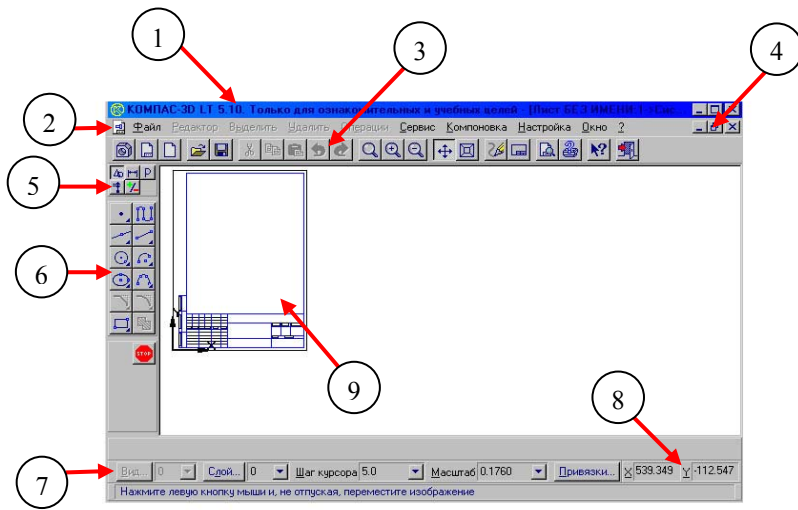 1
3
4
КОМПАС-3D LT 5.10. Только для ознакомительных и учебных целей - [Лист БЕЗ ИМЕНИ:1 ->Сис
2
Файл Редактор Выделить Удалить Операции Сервис Компоновка Настройка Окно ?
5
6
STOP
Y
X
9
8
7
Вид... 0 Слой... 0 Шаг курсора 5.0 Масштаб 0.1760 Привязки... X 539.349 Y -112.547
Нажмите левую кнопку мыши и, не отпуская, переместите изображение